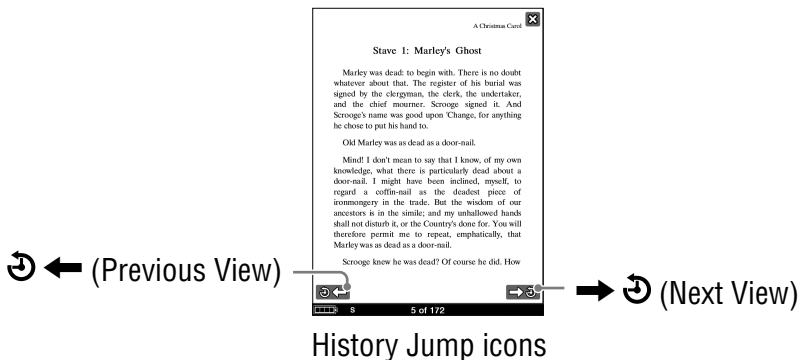 A Christmas Carol
Stave 1: Marley's Ghost
Marley was dead: to begin with. There is no doubt
whatever about that. The register of his burial was
signed by the clergyman, the clerk, the undertaker,
and the chief mourner. Scrooge signed it. And
Scrooge's name was good upon 'Change, for anything
he chose to put his hand to.
Old Marley was as dead as a door-nail.
Mind! I don't mean to say that I know, of my own
knowledge, what there is particularly dead about a
door-nail. I might have been inclined, myself, to
regard a coffin-nail as the deadest piece of
ironmongery in the trade. But the wisdom of our
ancestors is in the simile; and my unhallowed hands
shall not disturb it, or the Country's done for. You will
therefore permit me to repeat, emphatically, that
Marley was as dead as a door-nail.
Scrooge knew he was dead? Of course he did. How
(Previous View)
(Next View)
S 5 of 172
History Jump icons